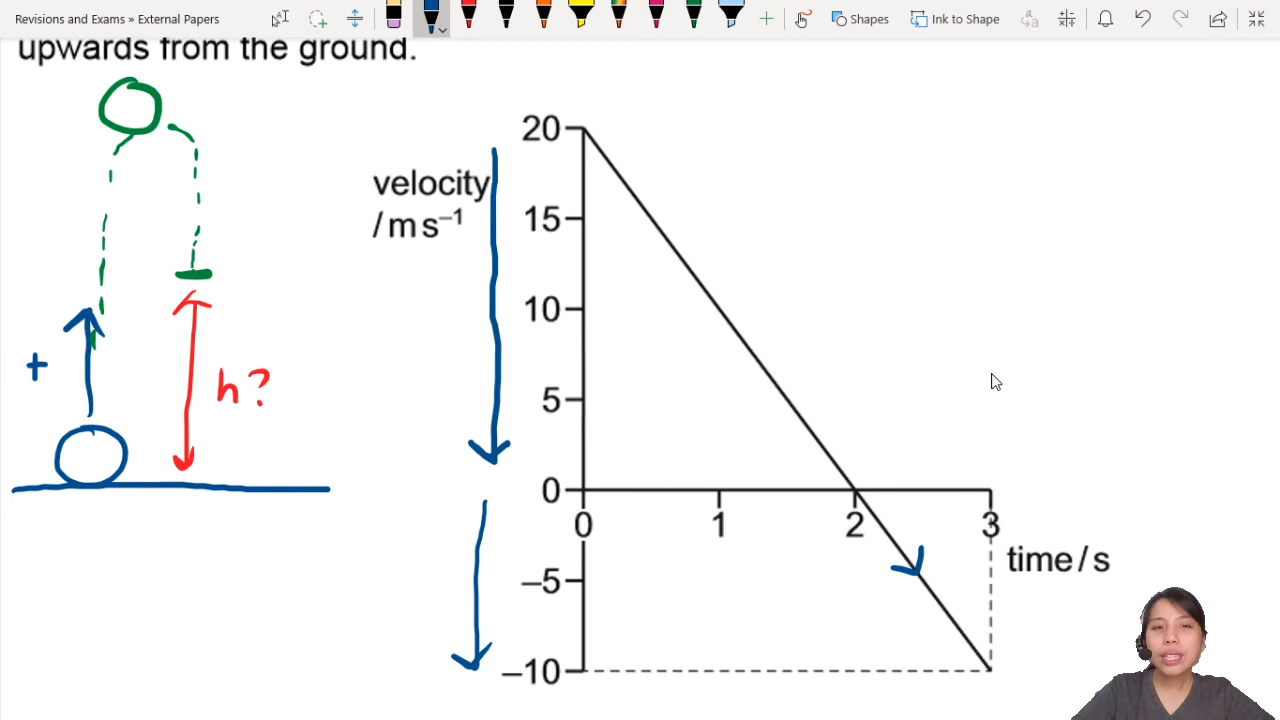 Revisions and Exams » External Papers
Shapes
Ink to Shape
upwards from the ground.
+
h?
velocity
/ m s⁻¹
20
15
10
5
0
–5
–10
0 1 2 3
time / s